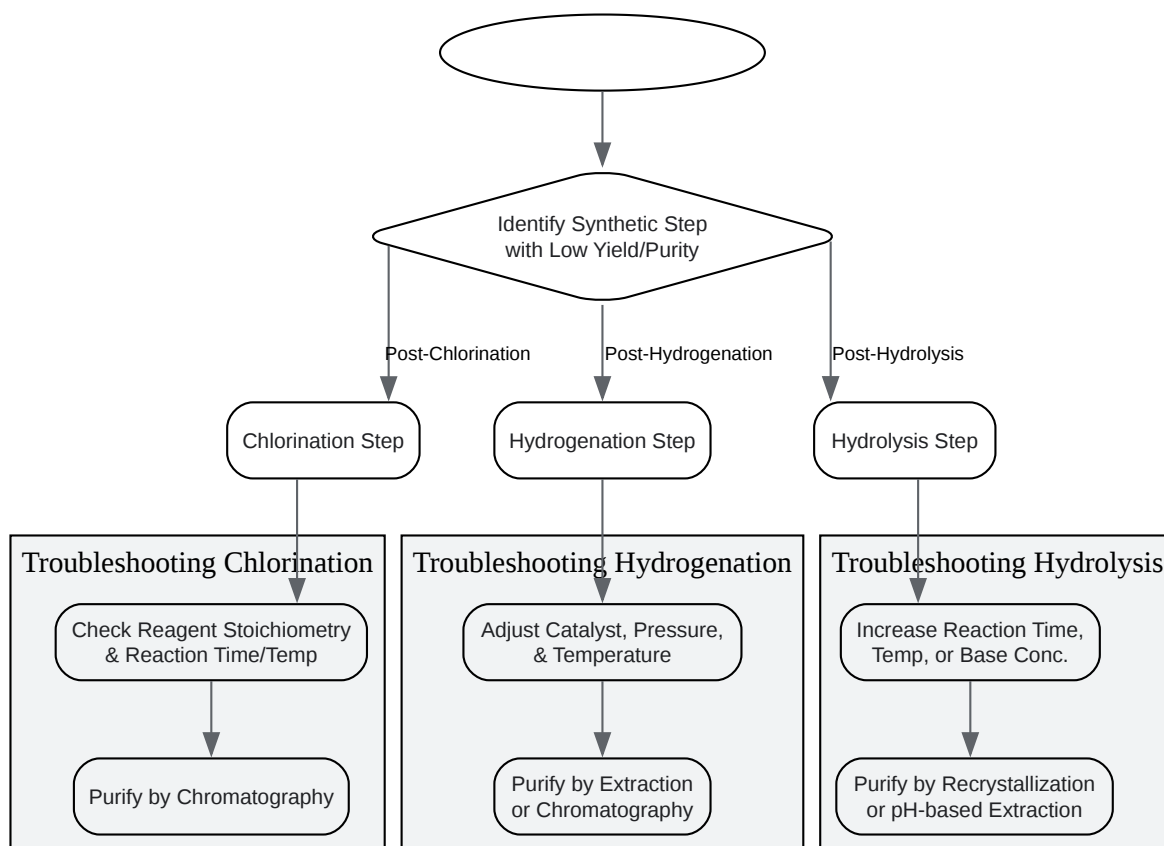 Identify Synthetic Step
with Low Yield/Purity
Post-Chlorination
Post-Hydrogenation
Post-Hydrolysis
Chlorination Step
Hydrogenation Step
Hydrolysis Step
Troubleshooting Chlorination
Troubleshooting Hydrogenation
Troubleshooting Hydrolysis
Check Reagent Stoichiometry
& Reaction Time/Temp
Adjust Catalyst, Pressure,
& Temperature
Increase Reaction Time,
Temp, or Base Conc.
Purify by Chromatography
Purify by Extraction
or Chromatography
Purify by Recrystallization
or pH-based Extraction